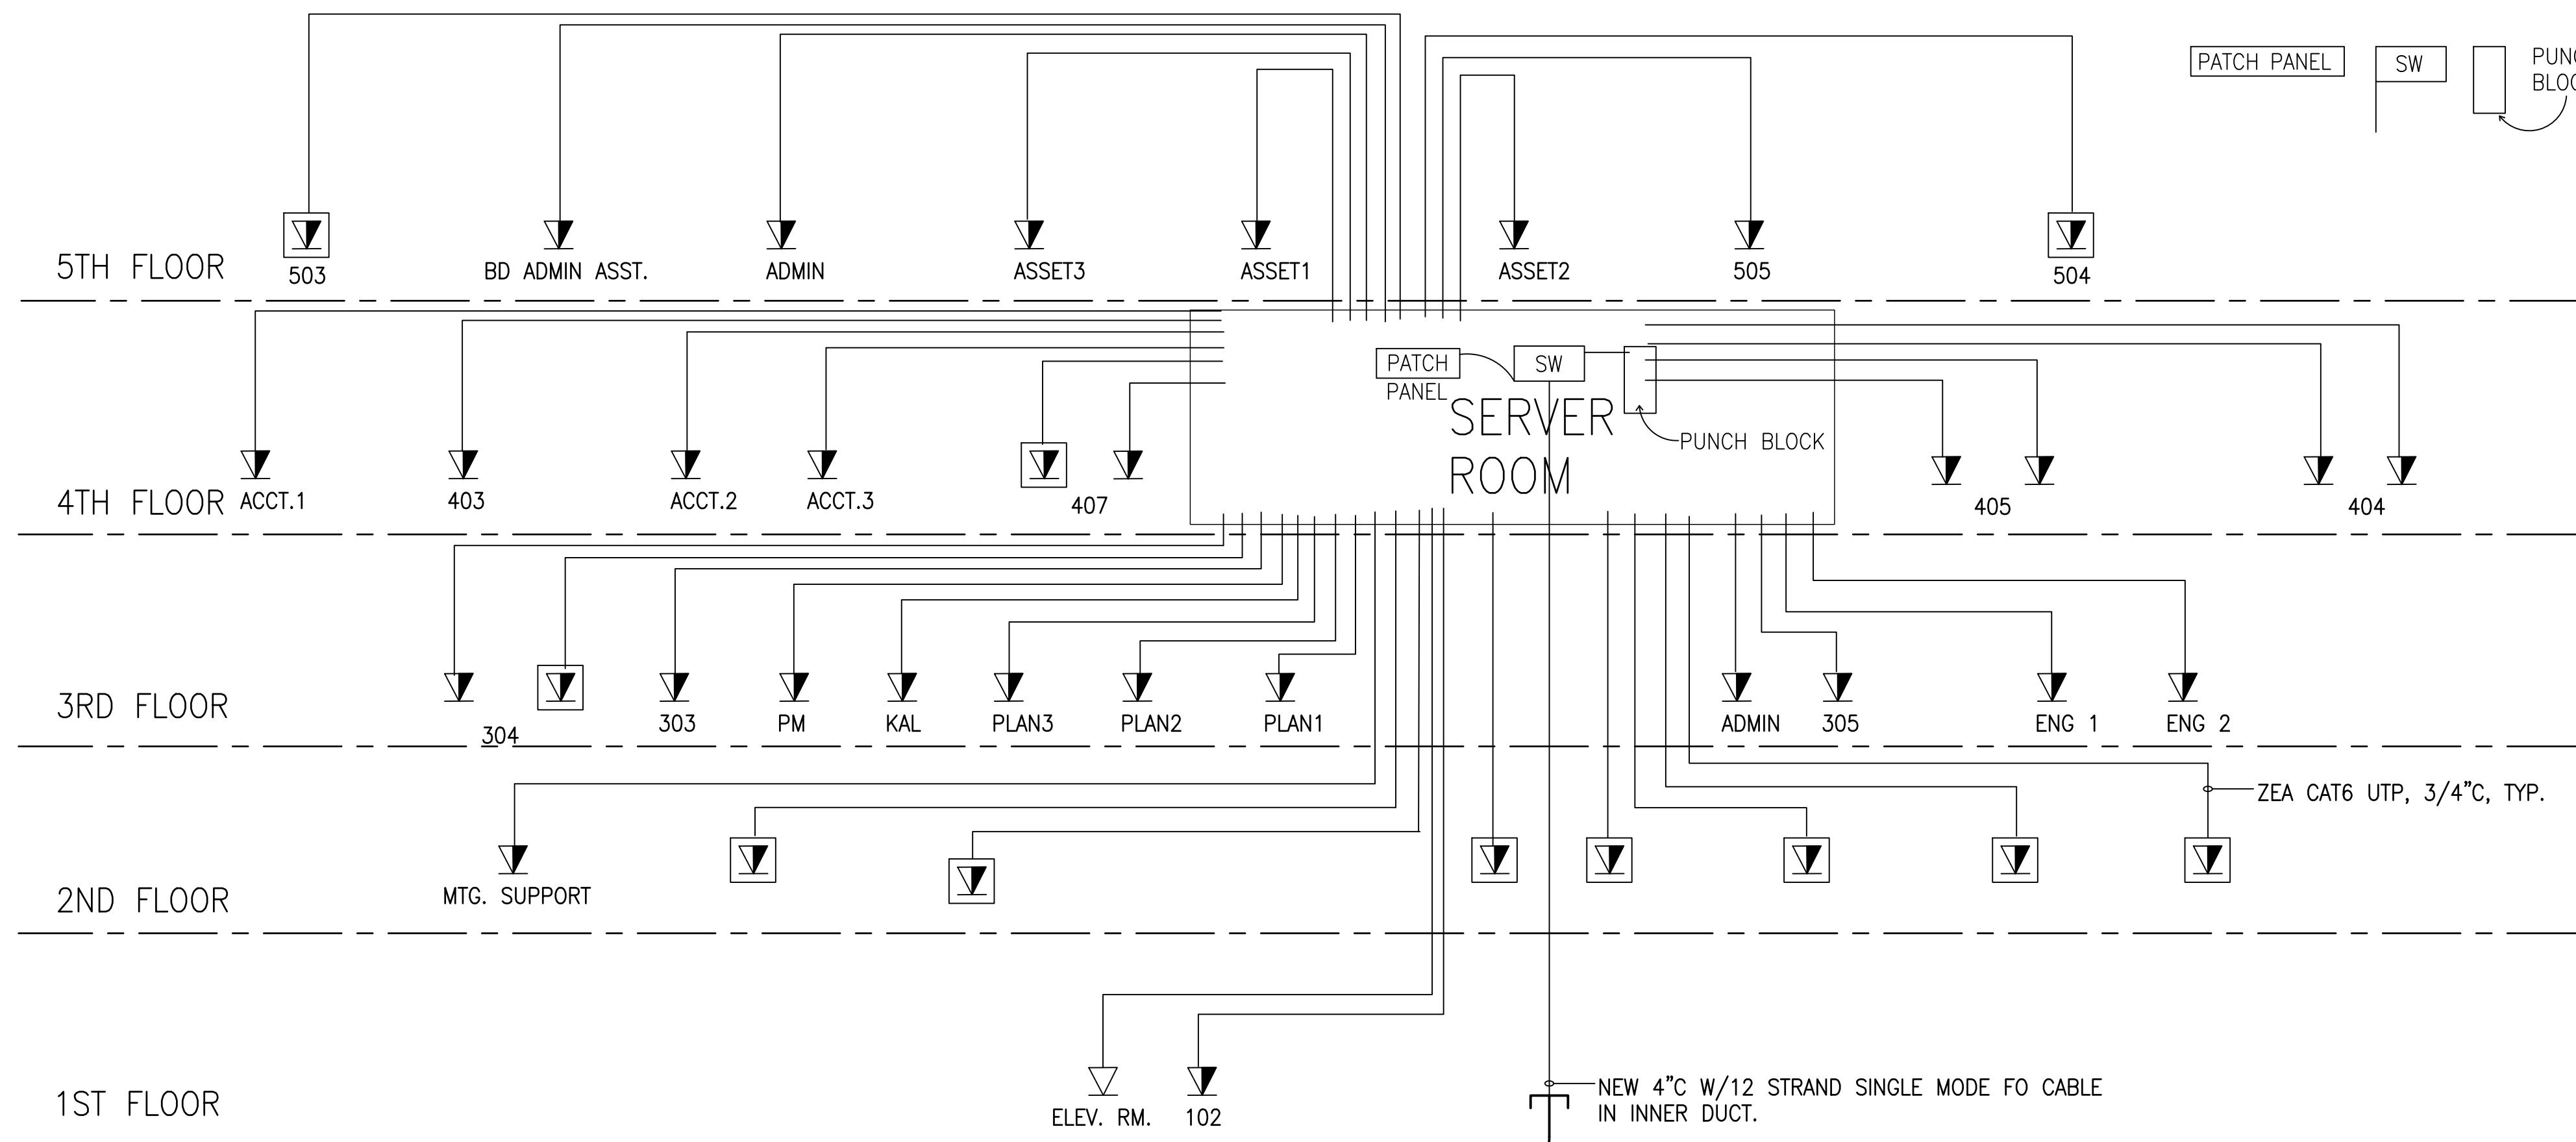 PATCH PANEL
SW
5TH FLOOR
503
BD ADMIN ASST.
ADMIN
ASSET3
ASSET1
ASSET2
505
504
4TH FLOOR
ACCT.1
403
ACCT.2
ACCT.3
407
PATCH
PANEL
SW
SERVER
ROOM
PUNCH BLOCK
405
404
3RD FLOOR
304
303
PM
KAL
PLAN3
PLAN2
PLAN1
ADMIN
305
ENG 1
ENG 2
2ND FLOOR
MTG. SUPPORT
ZEA CAT6 UTP, 3/4"C, TYP.
1ST FLOOR
ELEV. RM.
102
NEW 4"C W/12 STRAND SINGLE MODE FO CABLE
IN INNER DUCT.